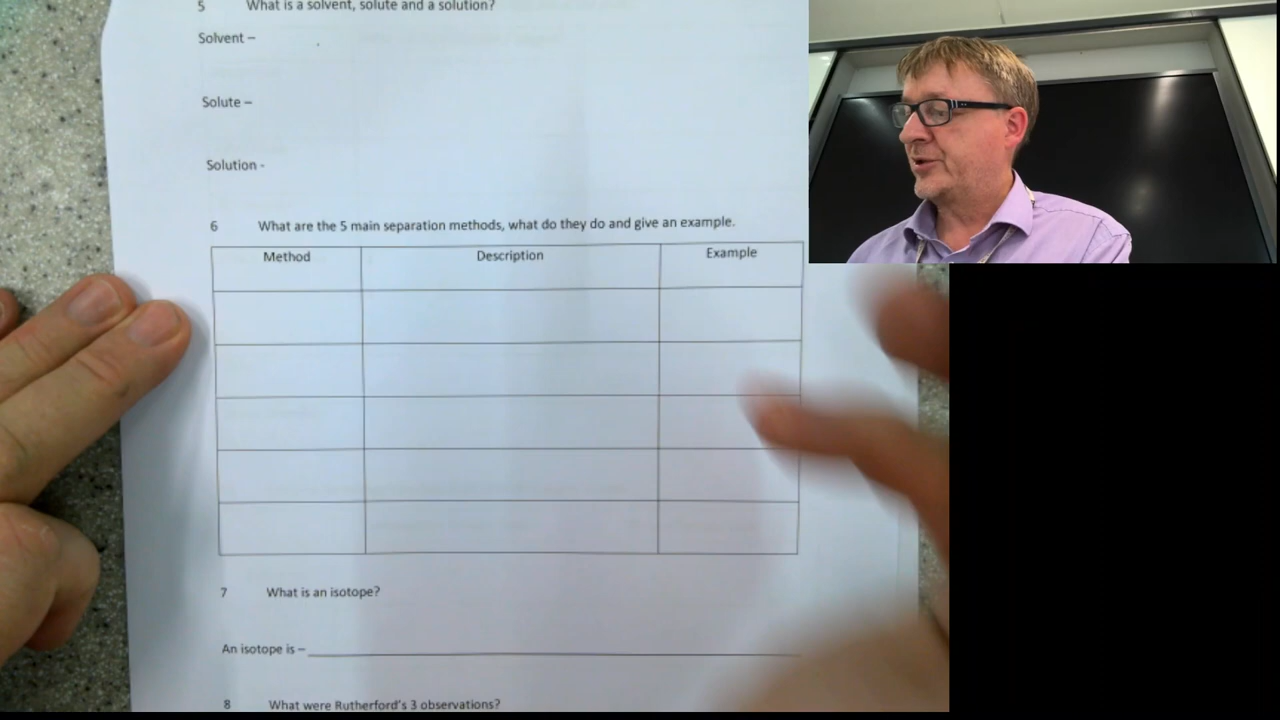 5 What is a solvent, solute and a solution?
Solvent –
Solute –
Solution -
6 What are the 5 main separation methods, what do they do and give an example.
Method Description Example
7 What is an isotope?
An isotope is –
8 What were Rutherford's 3 observations?